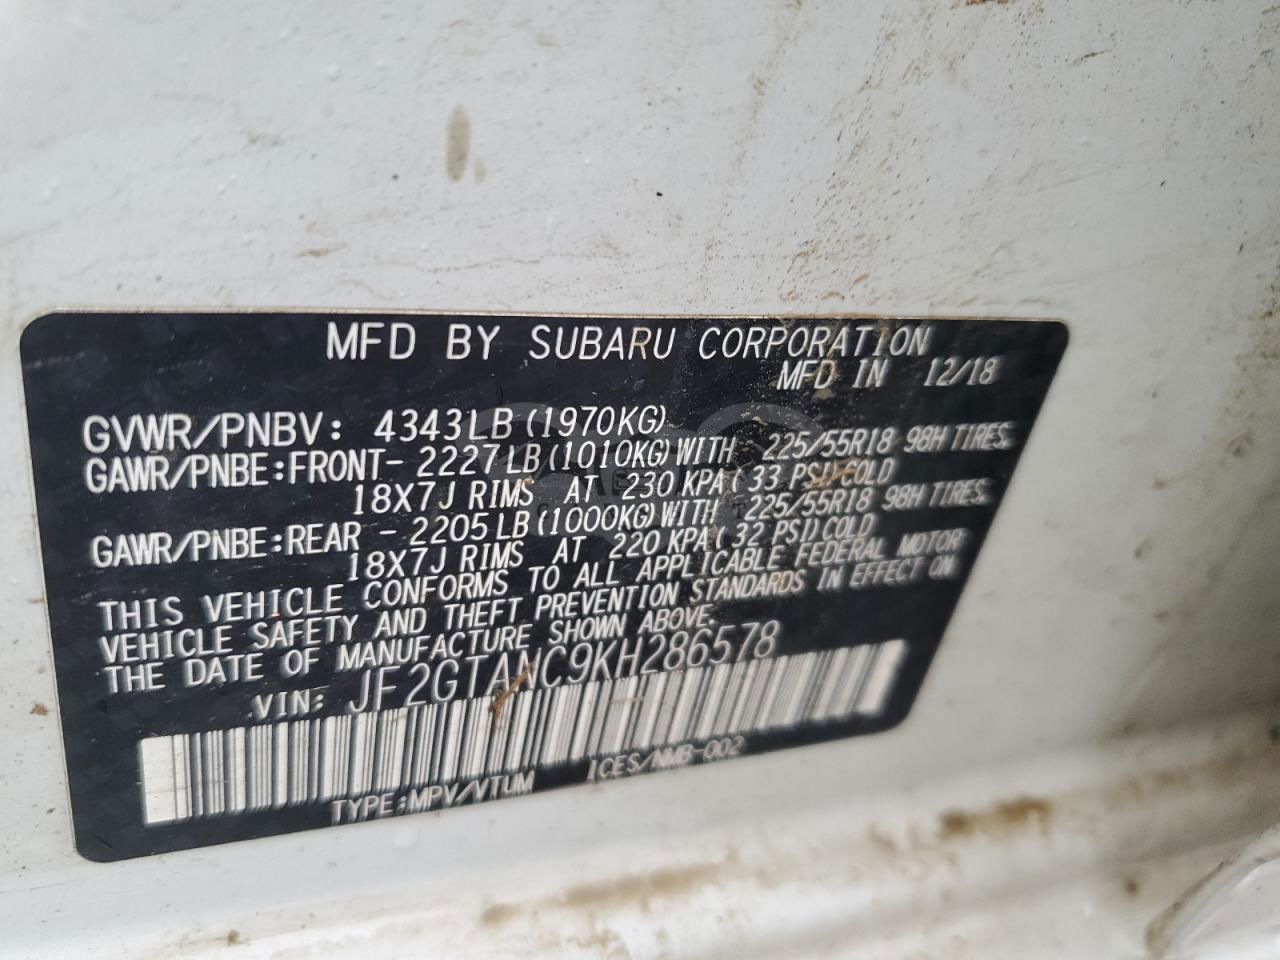 MFD BY SUBARU CORPORATION
MFD IN 12/18
GVWR/PNBV: 4343LB (1970KG)
GAWR/PNBE:FRONT- 2227LB (1010KG) WITH 225/55R18 98H TIRES.
18X7J RIMS AT 230 KPA ( 33 PSI) COLD
GAWR/PNBE:REAR - 2205LB (1000KG) WITH 225/55R18 98H TIRES.
18X7J RIMS AT 220 KPA ( 32 PSI) COLD
THIS VEHICLE CONFORMS TO ALL APPLICABLE FEDERAL MOTOR
VEHICLE SAFETY AND THEFT PREVENTION STANDARDS IN EFFECT ON
THE DATE OF MANUFACTURE SHOWN ABOVE.
VIN: JF2GTANC9KH286578
TYPE:MPV/VTUM ICES/NMB-002